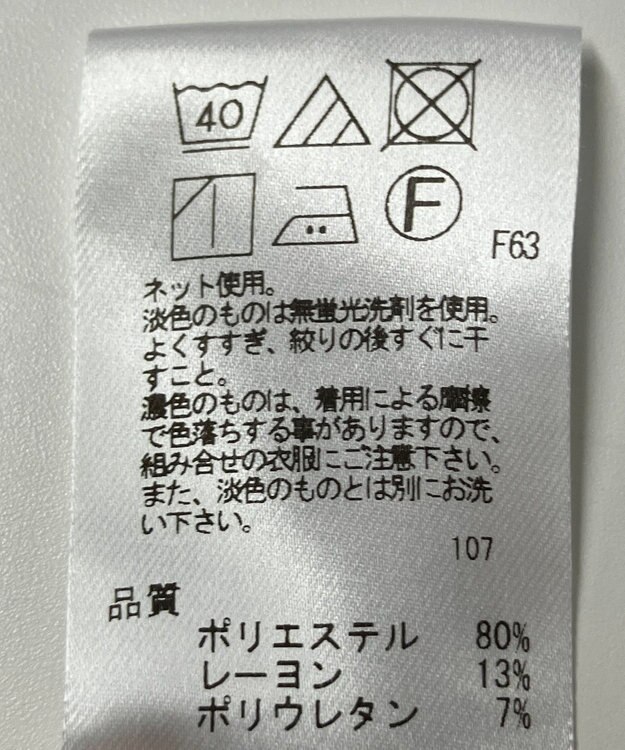 40
F
F63
ネット使用。
淡色のものは無蛍光洗剤を使用。
よくすすぎ、絞りの後すぐに干
すこと。
濃色のものは、着用による摩擦
で色落ちする事がありますので、
組み合せの衣服にご注意下さい。
また、淡色のものとは別にお洗
い下さい。
107
品質
ポリエステル 80%
レーヨン 13%
ポリウレタン 7%